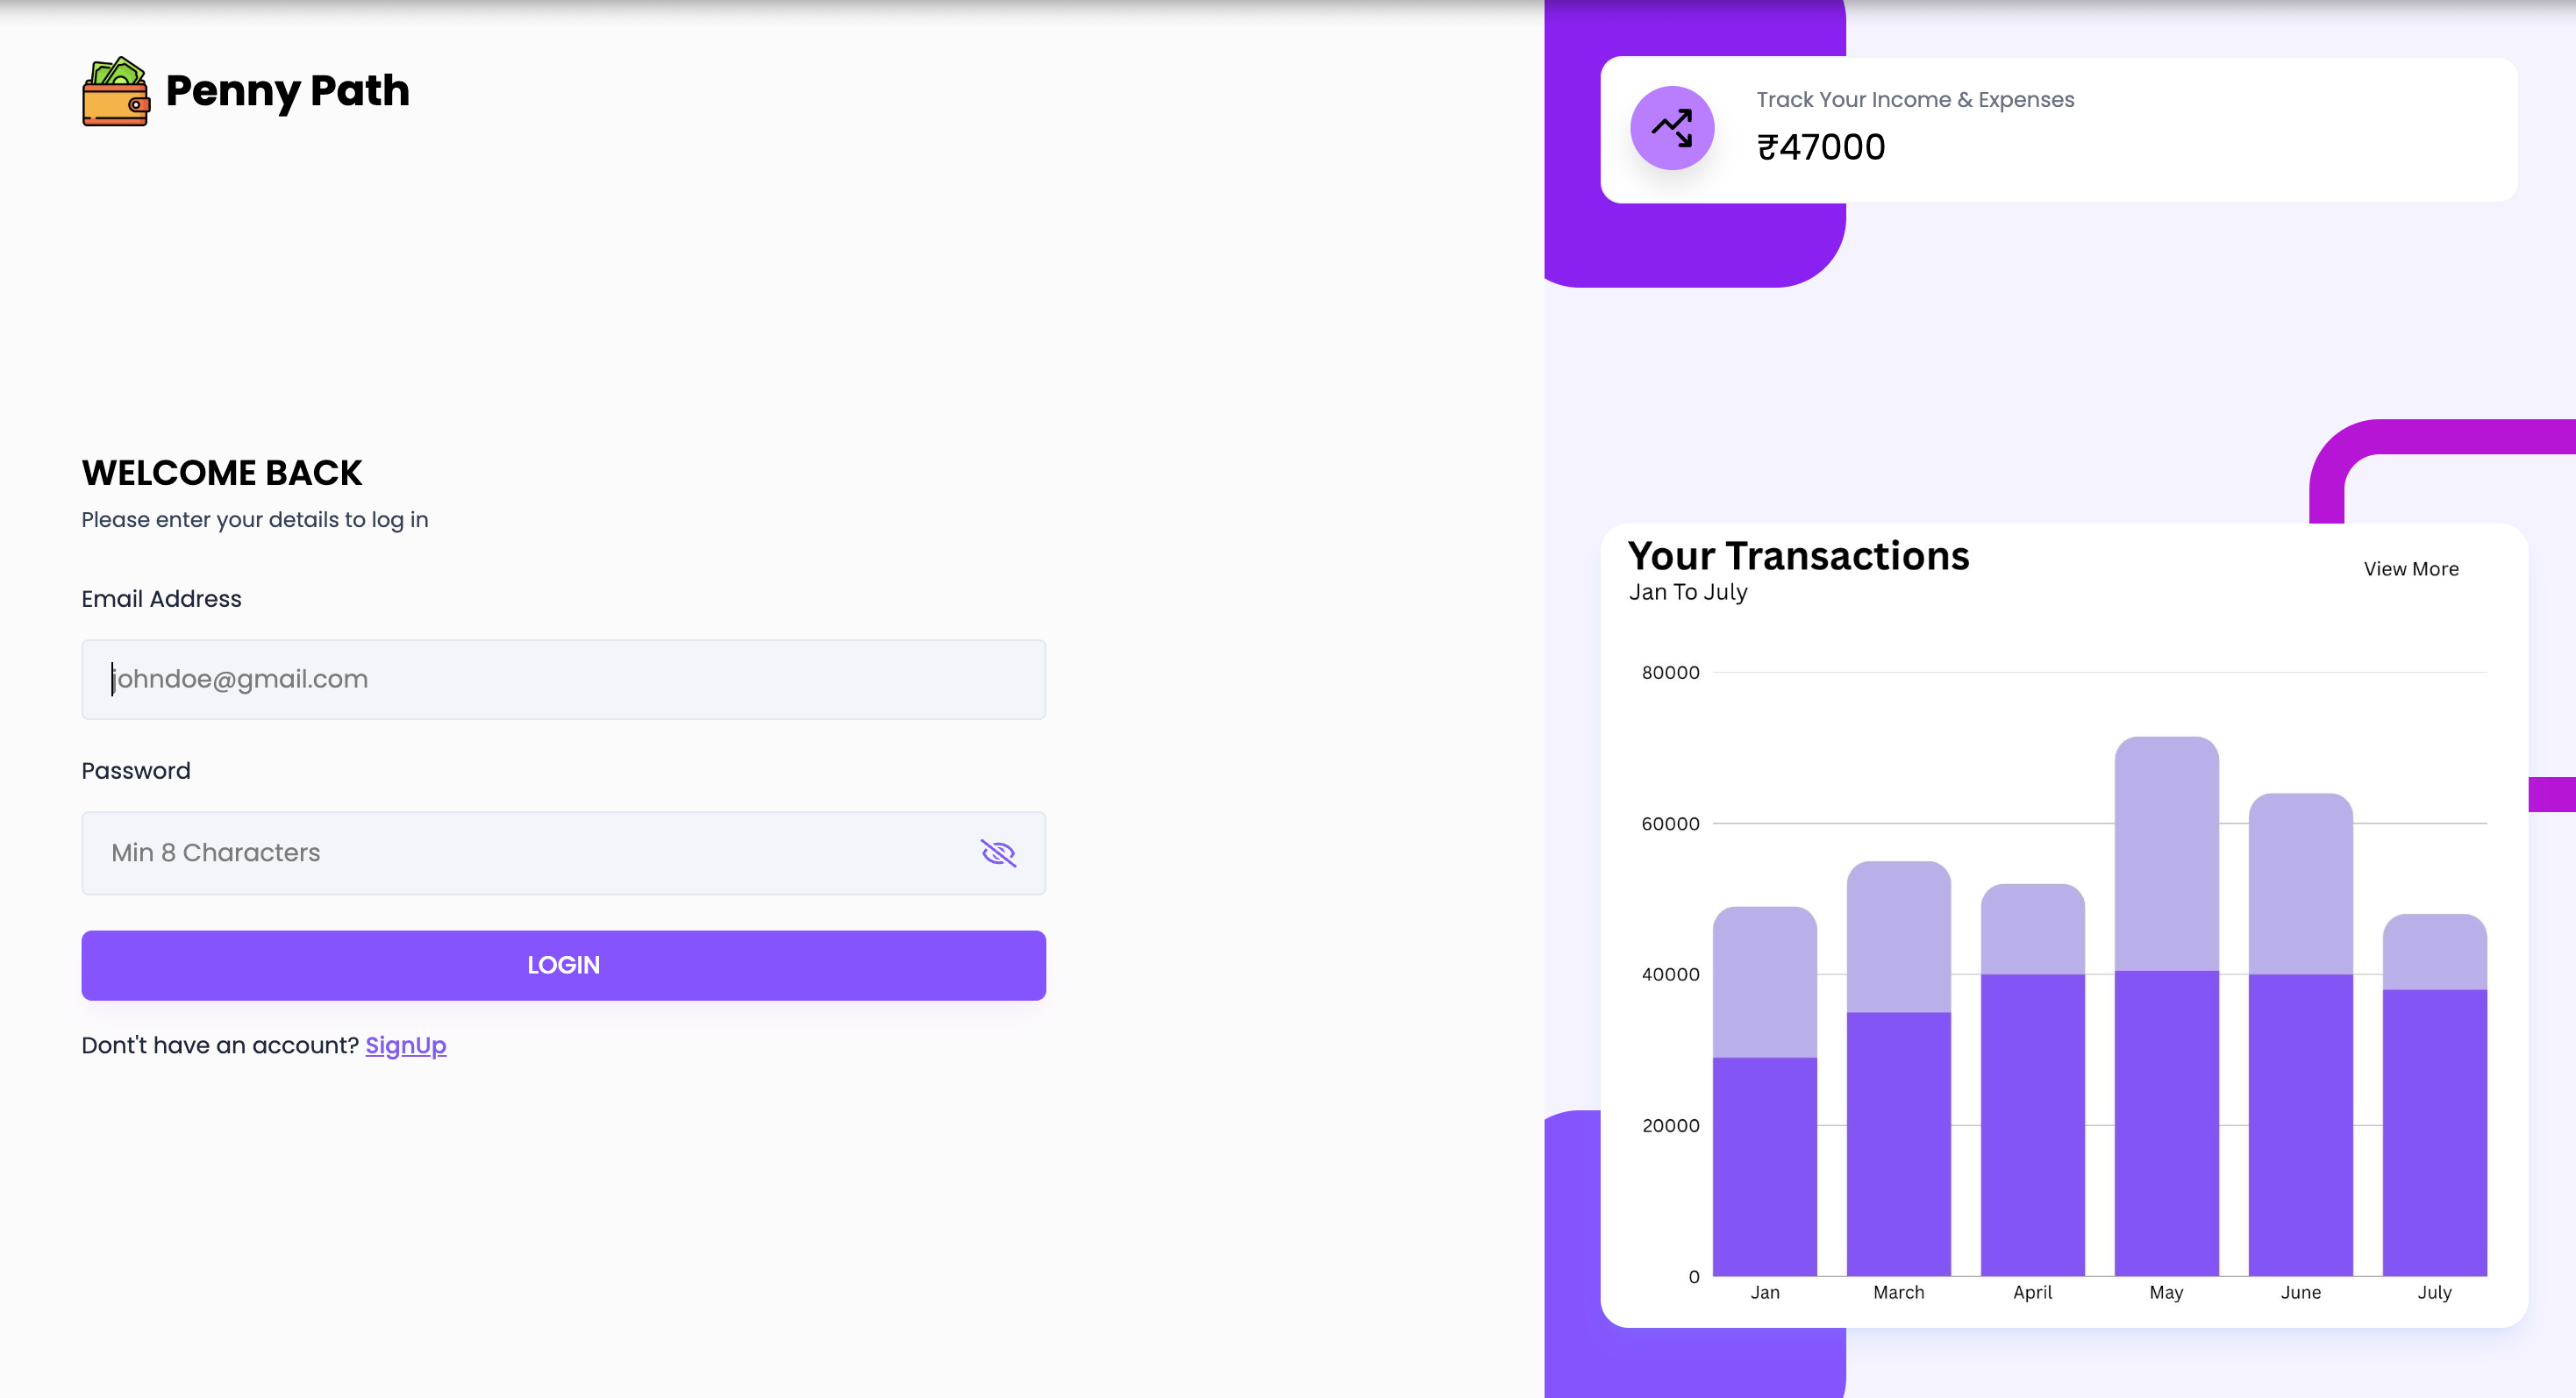 Penny Path
WELCOME BACK
Please enter your details to log in
Email Address
johndoe@gmail.com
Password
Min 8 Characters
LOGIN
Dont't have an account? SignUp
Track Your Income & Expenses
₹47000
Your Transactions
Jan To July
View More
80000
60000
40000
20000
0
Jan March April May June July